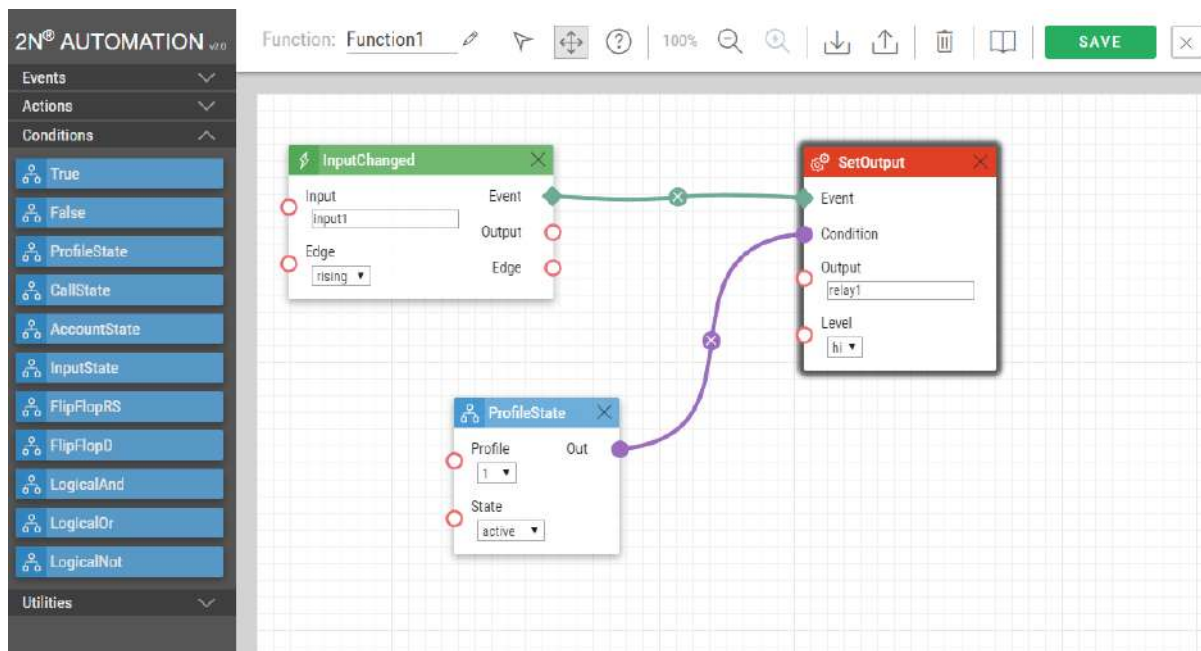 2N® AUTOMATION v2.0
Function: Function1
100%
SAVE
Events
Actions
Conditions
True
False
ProfileState
CallState
AccountState
InputState
FlipFlopRS
FlipFlopD
LogicalAnd
LogicalOr
LogicalNot
Utilities
InputChanged
Input
input1
Edge
rising
Event
Output
Edge
SetOutput
Event
Condition
Output
relay1
Level
hi
ProfileState
Profile
1
State
active
Out